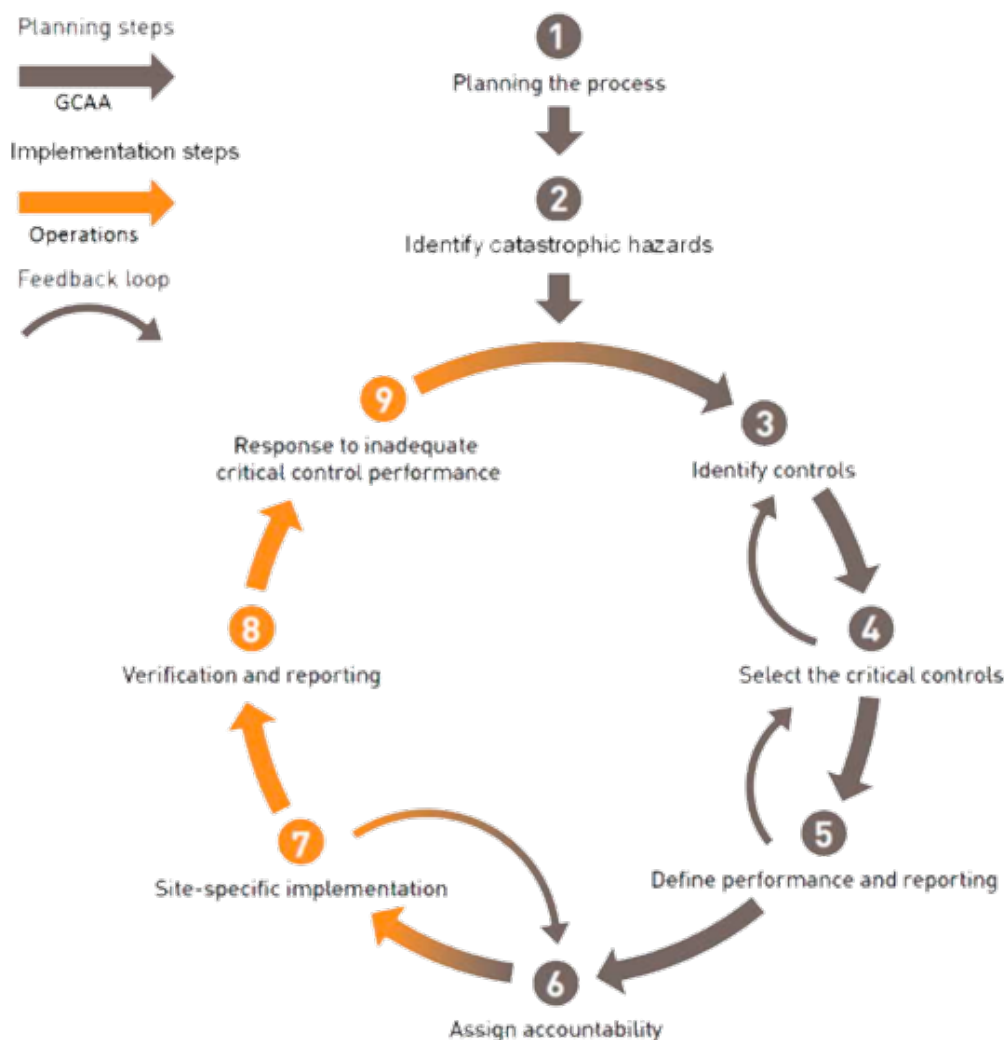 Planning steps
GCAA
Implementation steps
Operations
Feedback loop
1
Planning the process
2
Identify catastrophic hazards
3
Identify controls
4
Select the critical controls
5
Define performance and reporting
6
Assign accountability
7
Site-specific implementation
8
Verification and reporting
9
Response to inadequate
critical control performance